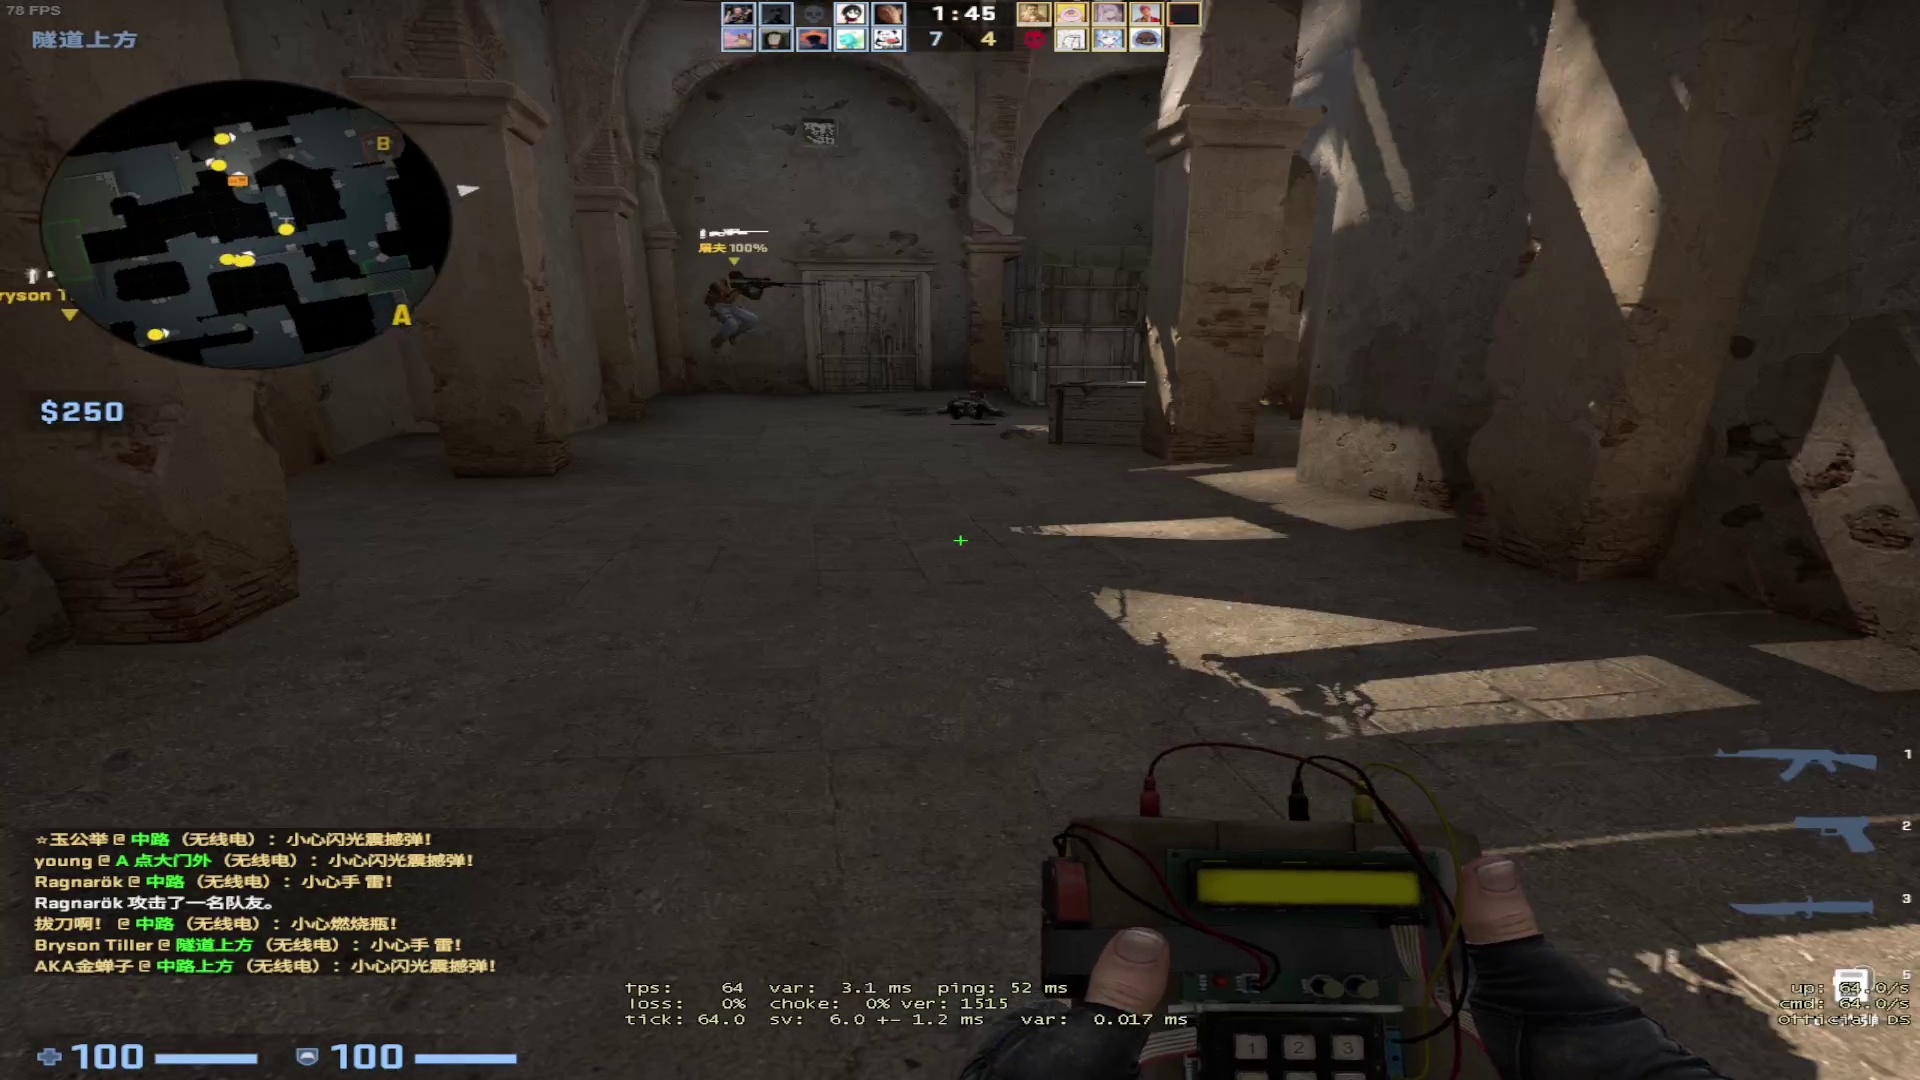 78 FPS
隧道上方
1:45
7 4
B
A
屠夫 100%
ryson T
$250
1
2
3
5
☆玉公举 @ 中路 (无线电) : 小心闪光震撼弹!
young @ A 点大门外 (无线电) : 小心闪光震撼弹!
Ragnarök @ 中路 (无线电) : 小心手 雷!
Ragnarök 攻击了一名队友。
拔刀啊! @ 中路 (无线电) : 小心燃烧瓶!
Bryson Tiller @ 隧道上方 (无线电) : 小心手 雷!
AKA金蝉子 @ 中路上方 (无线电) : 小心闪光震撼弹!
tps: 64 var: 3.1 ms ping: 52 ms
loss: 0% choke: 0% ver: 1515
tick: 64.0 sv: 6.0 +- 1.2 ms var: 0.017 ms
up: 64.0/s
cmd: 64.0/s
Official DS
100 100
1 2 3